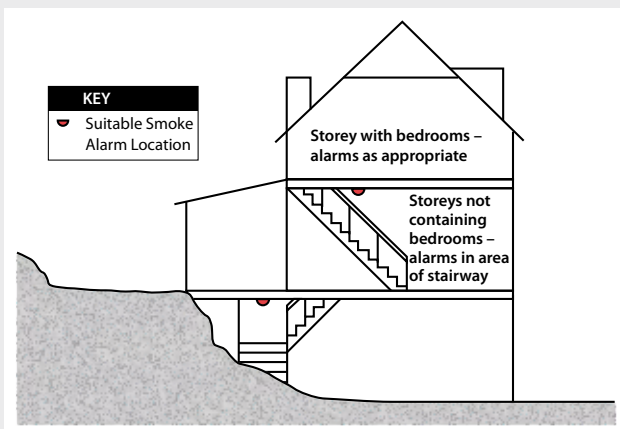 KEY
Suitable Smoke
Alarm Location
Storey with bedrooms –
alarms as appropriate
Storeys not
containing
bedrooms –
alarms in area
of stairway